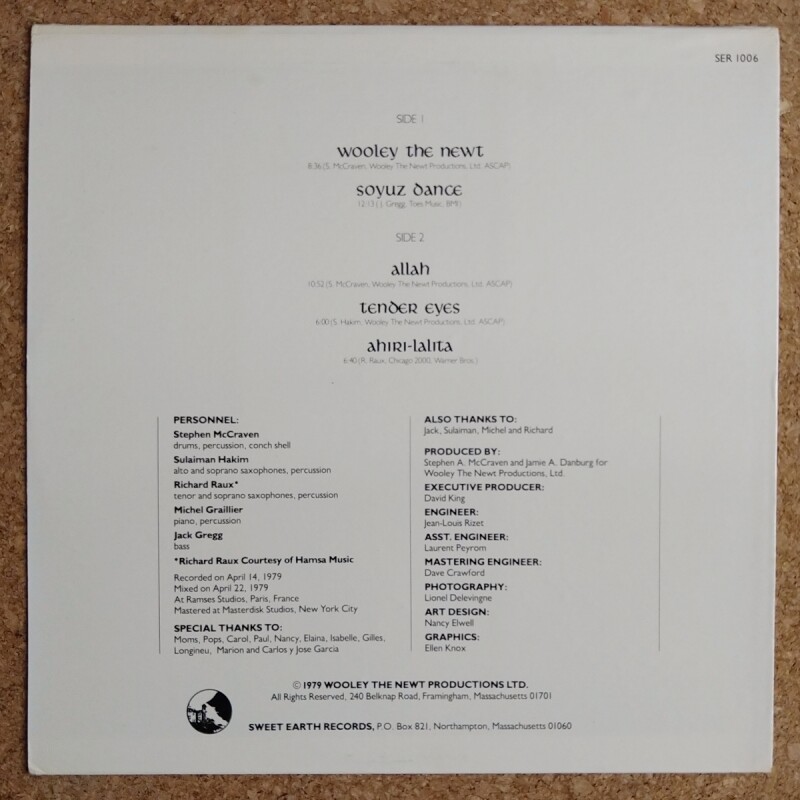 SER 1006
SIDE 1
wooley the newt
8:36 (S. McCraven, Wooley The Newt Productions, Ltd. ASCAP)
soyuz dance
12:13 (J. Gregg, Toes Music, BMI)
SIDE 2
allah
10:52 (S. McCraven, Wooley The Newt Productions, Ltd. ASCAP)
tender eyes
6:00 (S. Hakim, Wooley The Newt Productions, Ltd. ASCAP)
ahiri-lalita
6:40 (R. Raux, Chicago 2000, Warner Bros.)
PERSONNEL:
Stephen McCraven
drums, percussion, conch shell
Sulaiman Hakim
alto and soprano saxophones, percussion
Richard Raux*
tenor and soprano saxophones, percussion
Michel Graillier
piano, percussion
Jack Gregg
bass
*Richard Raux Courtesy of Hamsa Music
Recorded on April 14, 1979
Mixed on April 22, 1979
At Ramses Studios, Paris, France
Mastered at Masterdisk Studios, New York City
SPECIAL THANKS TO:
Moms, Pops, Carol, Paul, Nancy, Elaina, Isabelle, Gilles,
Longineu, Marion and Carlos y Jose Garcia
ALSO THANKS TO:
Jack, Sulaiman, Michel and Richard
PRODUCED BY:
Stephen A. McCraven and Jamie A. Danburg for
Wooley The Newt Productions, Ltd.
EXECUTIVE PRODUCER:
David King
ENGINEER:
Jean-Louis Rizet
ASST. ENGINEER:
Laurent Peyrom
MASTERING ENGINEER:
Dave Crawford
PHOTOGRAPHY:
Lionel Delevingne
ART DESIGN:
Nancy Elwell
GRAPHICS:
Ellen Knox
© 1979 WOOLEY THE NEWT PRODUCTIONS LTD.
All Rights Reserved, 240 Belknap Road, Framingham, Massachusetts 01701
SWEET EARTH RECORDS, P.O. Box 821, Northampton, Massachusetts 01060